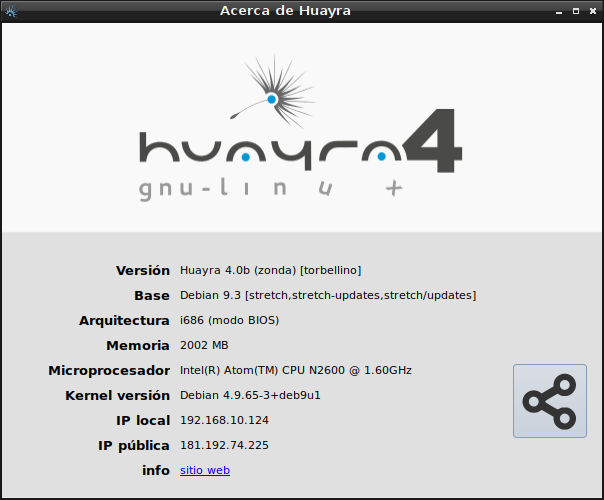 Acerca de Huayra
huayra 4
gnu-linux +
Versión Huayra 4.0b (zonda) [torbellino]
Base Debian 9.3 [stretch,stretch-updates,stretch/updates]
Arquitectura i686 (modo BIOS)
Memoria 2002 MB
Microprocesador Intel(R) Atom(TM) CPU N2600 @ 1.60GHz
Kernel versión Debian 4.9.65-3+deb9u1
IP local 192.168.10.124
IP pública 181.192.74.225
info sitio web